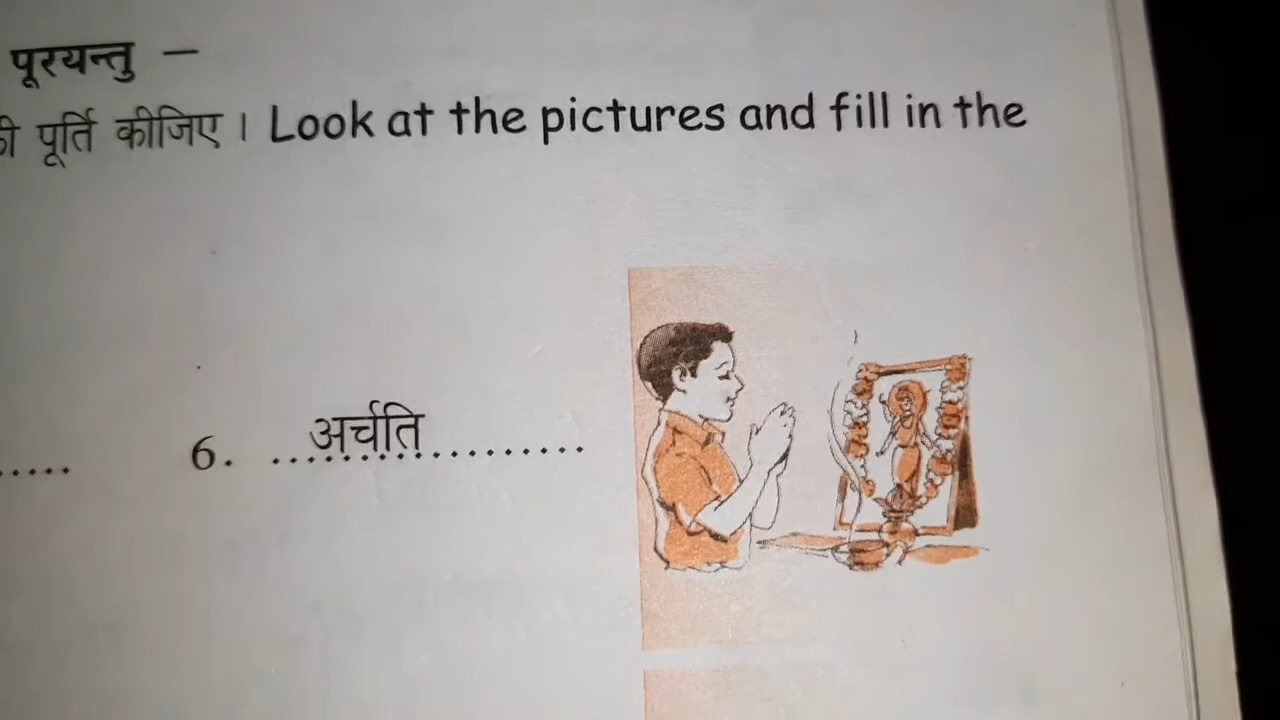 पूरयन्तु –
की पूर्ति कीजिए । Look at the pictures and fill in the
..... 6. ....अर्चति..........